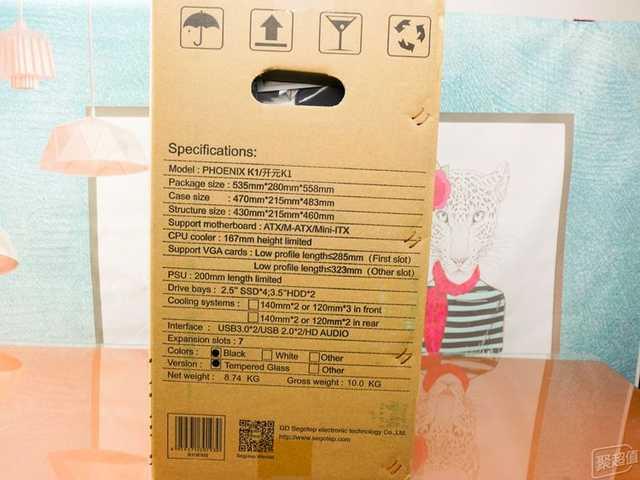 Specifications:
Model : PHOENIX K1/开元K1
Package size : 535mm*280mm*558mm
Case size : 470mm*215mm*483mm
Structure size : 430mm*215mm*460mm
Support motherboard : ATX/M-ATX/Mini-ITX
CPU cooler : 167mm height limited
Support VGA cards : Low profile length≤285mm (First slot)
Low profile length≤323mm (Other slot)
PSU : 200mm length limited
Drive bays : 2.5" SSD*4;3.5"HDD*2
Cooling systems : 140mm*2 or 120mm*3 in front
140mm*2 or 120mm*2 in rear
Interface : USB3.0*2/USB 2.0*2/HD AUDIO
Expansion slots : 7
Colors : Black White Other
Version : Tempered Glass Other
Net weight : 8.74 KG Gross weight : 10.0 KG
GD Segotep electronic technology Co.,Ltd.
http://www.segotep.com
聚超值